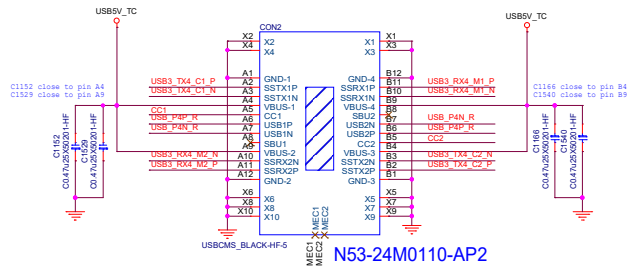 USB5V_TC
USB5V_TC
CON2
X2 X2 X1 X1
X4 X4 X3 X3
A1 GND-1 GND-4 B12
C1152 close to pin A4
C1529 close to pin A9
USB3_TX4_C1_P A2 SSTX1P SSRX1P B11 USB3_RX4_M1_P
USB3_TX4_C1_N A3 SSTX1N SSRX1N B10 USB3_RX4_M1_N
C1166 close to pin B4
C1540 close to pin B9
A4 VBUS-1 VBUS-4 B9
CC1 A5 CC1 SBU2 B8
USB_P4P_R A6 USB1P USB2N B7 USB_P4N_R
USB_P4N_R A7 USB1N USB2P B6 USB_P4P_R
A8 SBU1 CC2 B5 CC2
A9 VBUS-2 VBUS-3 B4
USB3_RX4_M2_N A10 SSRX2N SSTX2N B3 USB3_TX4_C2_N
USB3_RX4_M2_P A11 SSRX2P SSTX2P B2 USB3_TX4_C2_P
A12 GND-2 GND-3 B1
C1152
C0.47u25X50201-HF
C1529
C0.47u25X50201-HF
C1166
C0.47u25X50201-HF
C1540
C0.47u25X50201-HF
X6 X6 X5 X5
X8 X8 X7 X7
X10 X10 X9 X9
MEC1
MEC2
USBCMS_BLACK-HF-5
MEC1
MEC2
N53-24M0110-AP2